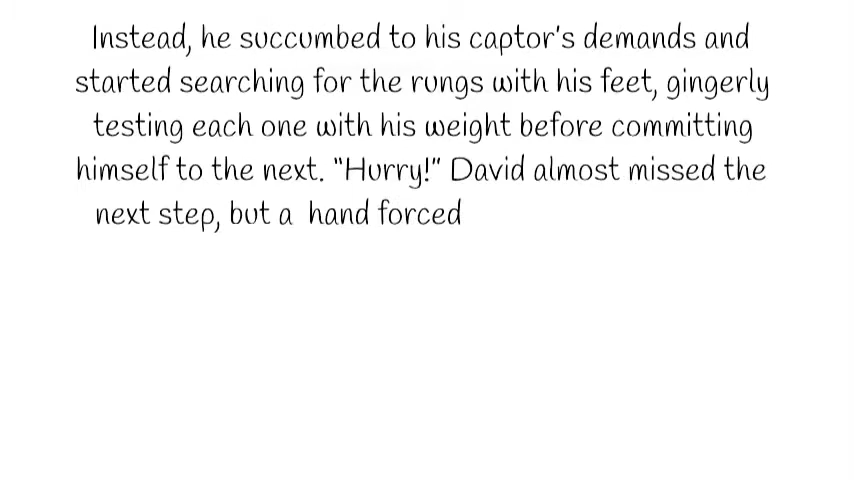 Instead, he succumbed to his captor's demands and
started searching for the rungs with his feet, gingerly
testing each one with his weight before committing
himself to the next. "Hurry!" David almost missed the
next step, but a hand forced